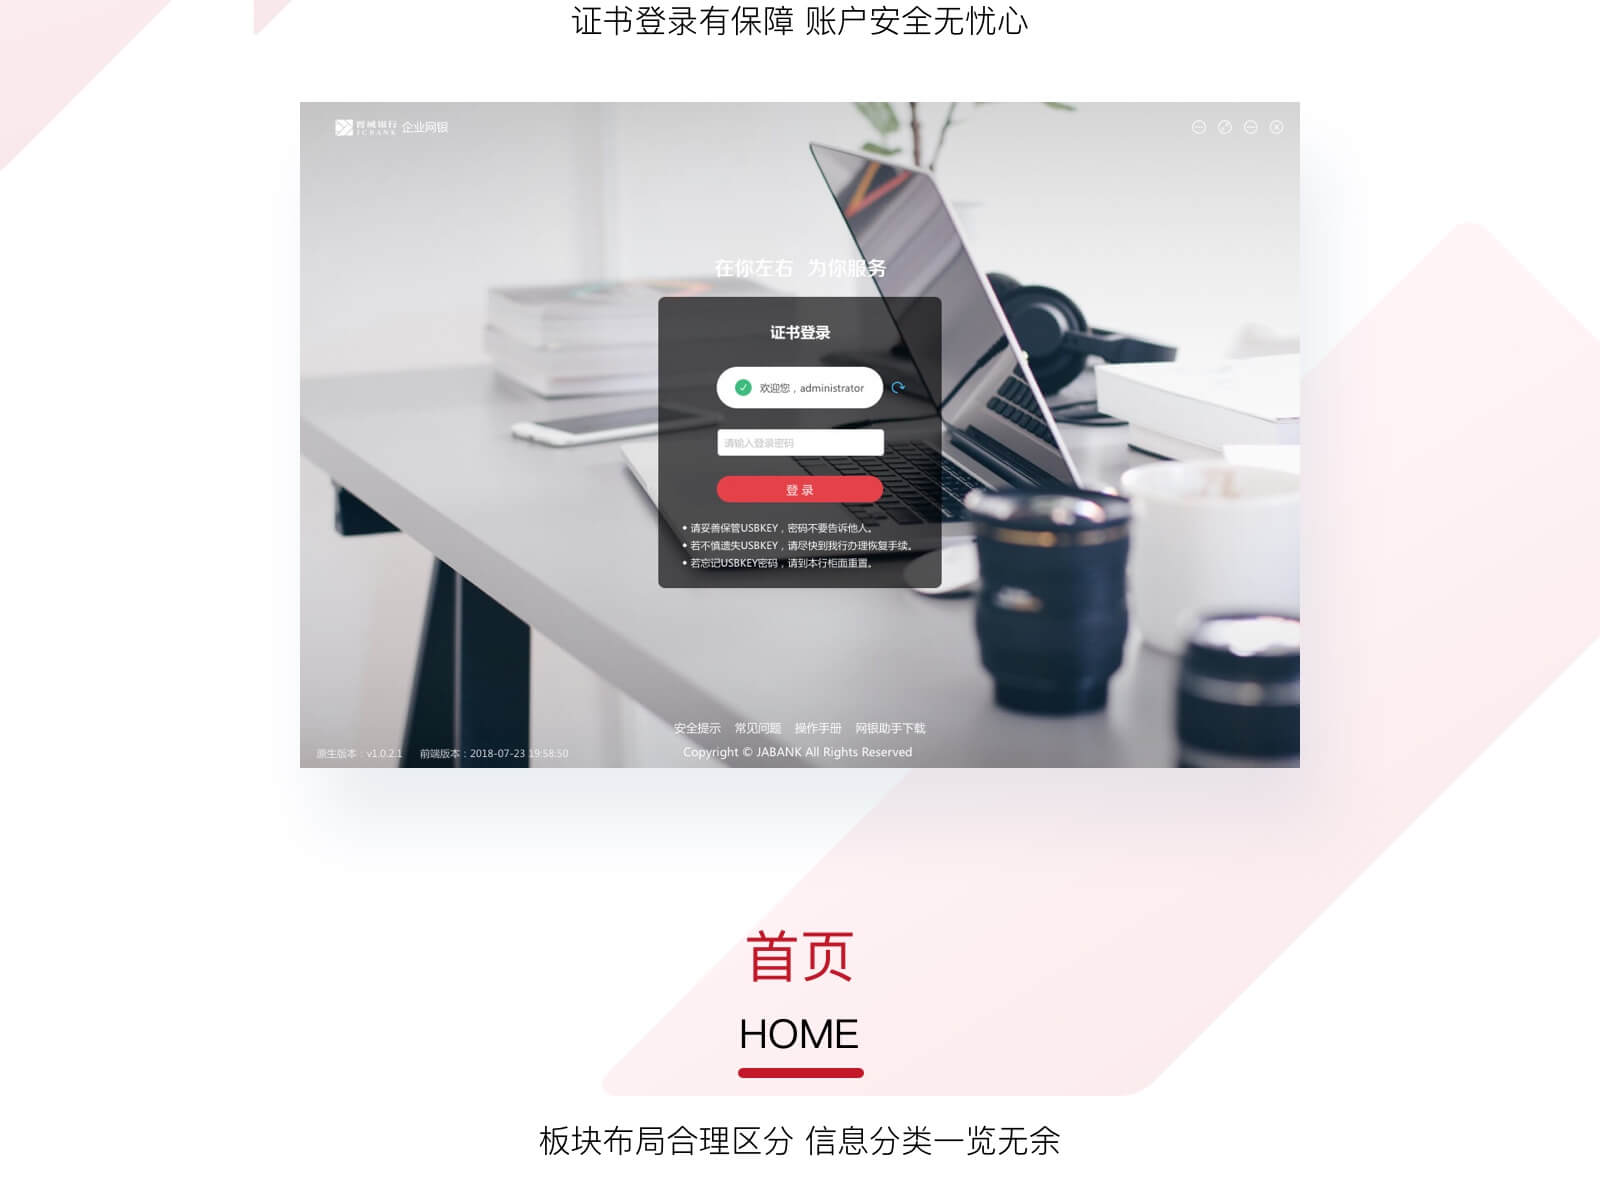 证书登录有保障 账户安全无忧心
晋城银行 企业网银
JCBANK
在你左右 为你服务
证书登录
欢迎您，administrator
请输入登录密码
登 录
• 请妥善保管USBKEY，密码不要告诉他人。
• 若不慎遗失USBKEY，请尽快到我行办理恢复手续。
• 若忘记USBKEY密码，请到本行柜面重置。
安全提示 常见问题 操作手册 网银助手下载
原生版本：v1.0.2.1 前端版本：2018-07-23 19:58:50
Copyright © JABANK All Rights Reserved
首页
HOME
板块布局合理区分 信息分类一览无余